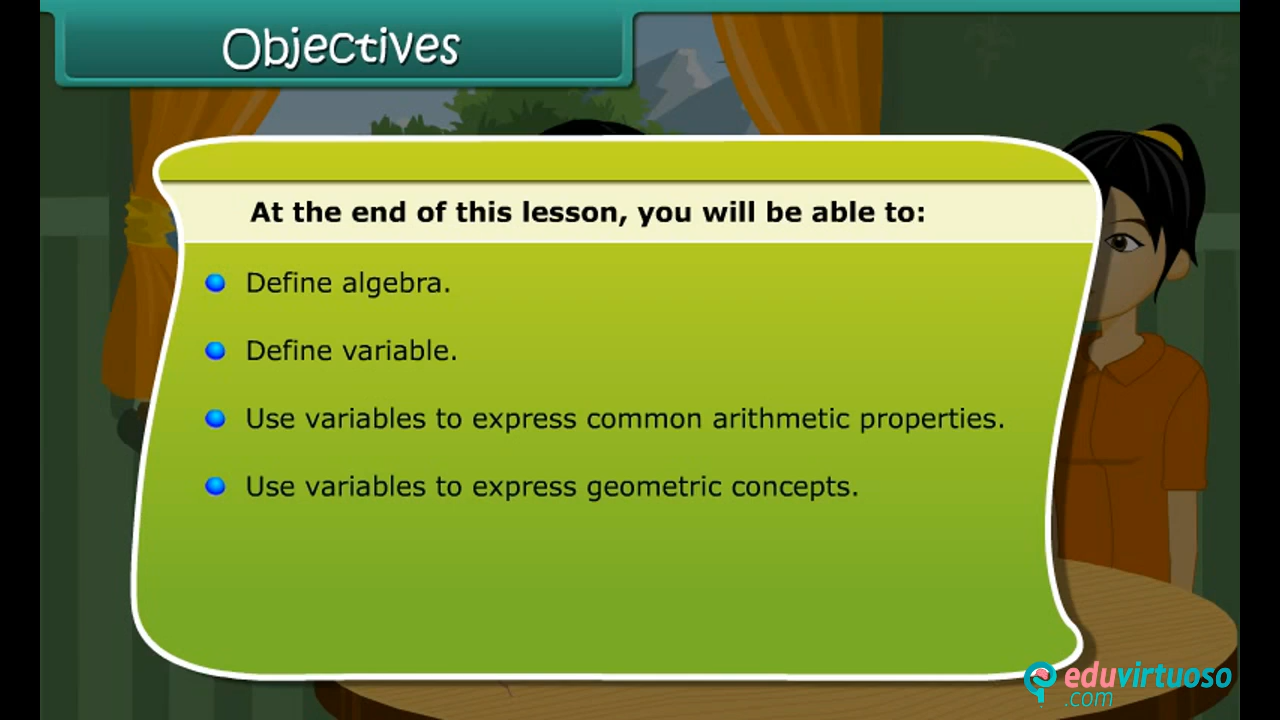 Objectives
At the end of this lesson, you will be able to:
Define algebra.
Define variable.
Use variables to express common arithmetic properties.
Use variables to express geometric concepts.
eduvirtuoso
.com